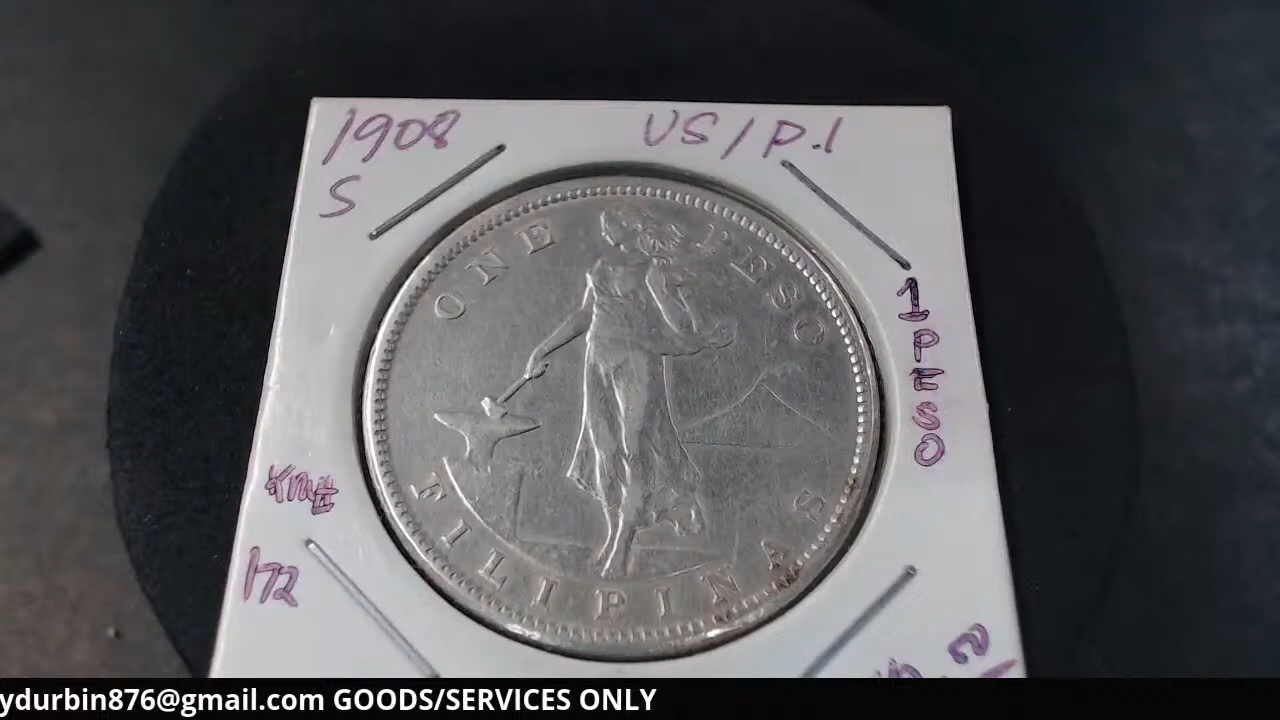 1908
S
US/P.I
ONE PESO
1 PESO
KM#
172
FILIPINAS
ydurbin876@gmail.com GOODS/SERVICES ONLY